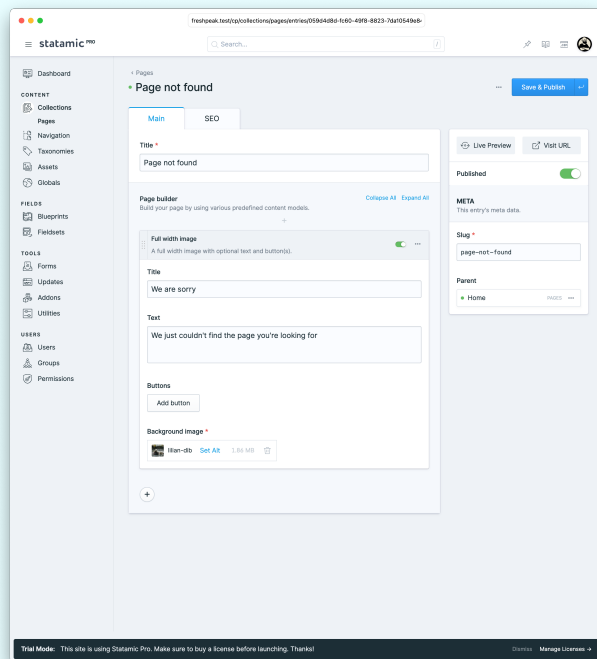 freshpeak.test/cp/collections/pages/entries/059d4d8d-fc60-49f8-8823-7da10549e8
statamic PRO
Search...
/
Dashboard
CONTENT
Collections
Pages
Navigation
Taxonomies
Assets
Globals
FIELDS
Blueprints
Fieldsets
TOOLS
Forms
Updates
Addons
Utilities
USERS
Users
Groups
Permissions
‹ Pages
Page not found
Save & Publish
Main
SEO
Title *
Page not found
Page builder
Collapse All Expand All
Build your page by using various predefined content models.
Full width image
A full width image with optional text and button(s).
Title
We are sorry
Text
We just couldn't find the page you're looking for
Buttons
Add button
Background image *
lilian-dib Set Alt 1.86 MB
Live Preview
Visit URL
Published
META
This entry's meta data.
Slug *
page-not-found
Parent
Home PAGES
Trial Mode: This site is using Statamic Pro. Make sure to buy a license before launching. Thanks!
Dismiss Manage Licenses →